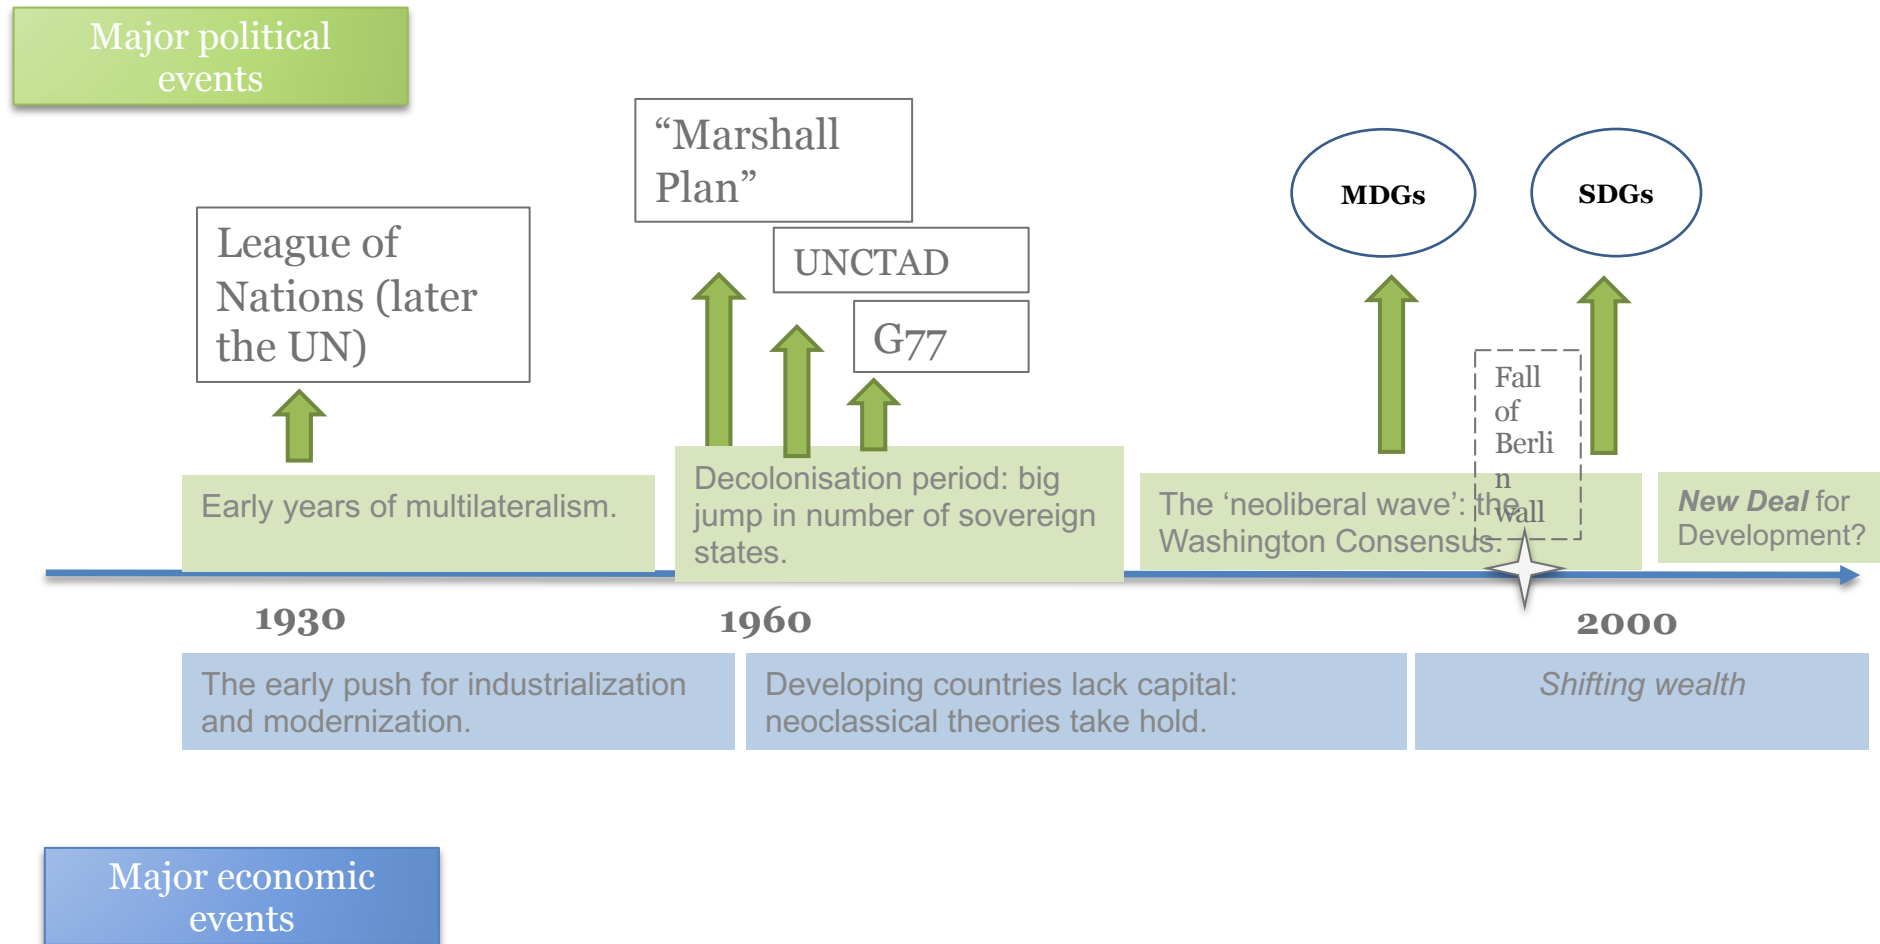 Major political
events
“Marshall
Plan”
MDGs
SDGs
League of
Nations (later
the UN)
UNCTAD
G77
Fall
of
Berli
n
wall
Early years of multilateralism.
Decolonisation period: big
jump in number of sovereign
states.
The ‘neoliberal wave’: the
Washington Consensus.
New Deal for
Development?
1930
1960
2000
The early push for industrialization
and modernization.
Developing countries lack capital:
neoclassical theories take hold.
Shifting wealth
Major economic
events